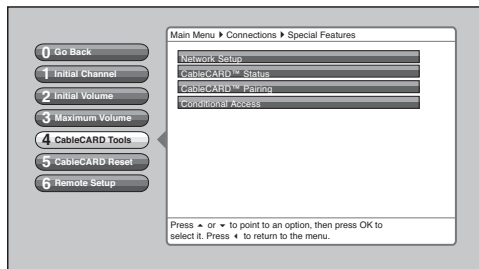 Main Menu ▶ Connections ▶ Special Features
0 Go Back
1 Initial Channel
2 Initial Volume
3 Maximum Volume
4 CableCARD Tools
5 CableCARD Reset
6 Remote Setup
Network Setup
CableCARD™ Status
CableCARD™ Pairing
Conditional Access
Press ▲ or ▼ to point to an option, then press OK to
select it. Press ◀ to return to the menu.